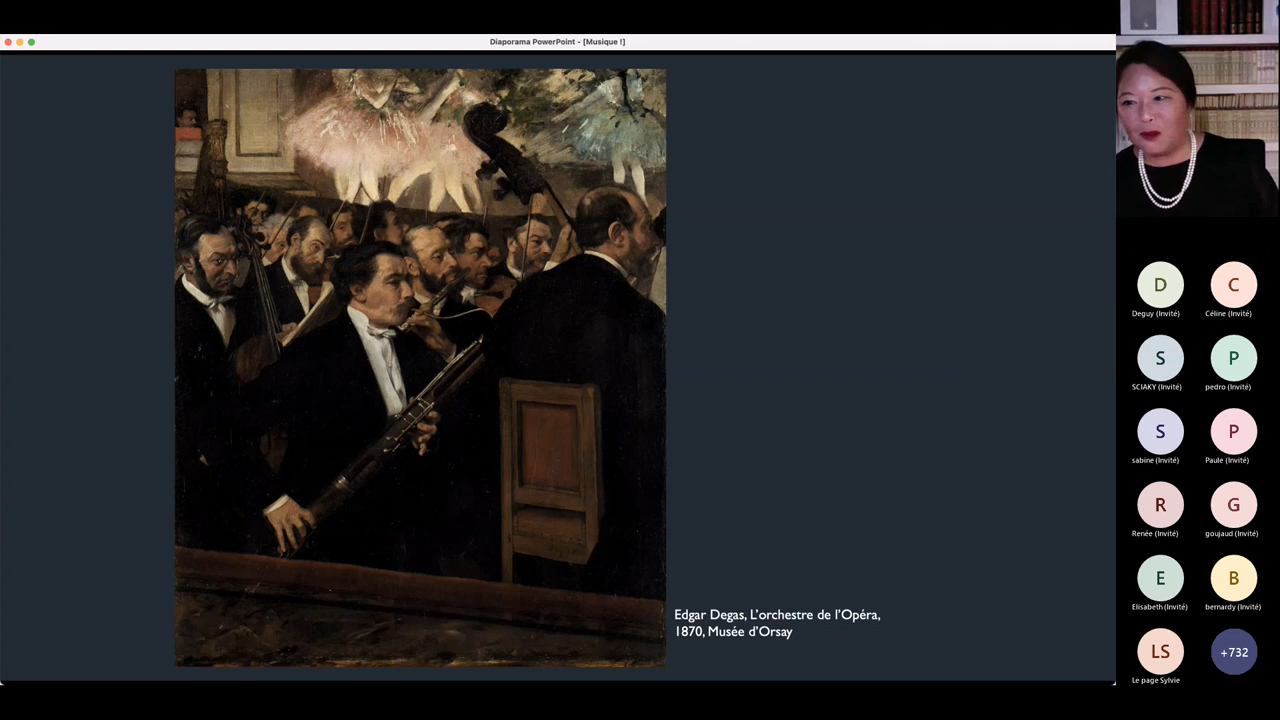 Diaporama PowerPoint - [Musique !]
Edgar Degas, L'orchestre de l'Opéra,
1870, Musée d'Orsay
D
C
Deguy (Invité)
Céline (Invité)
S
P
SCIAKY (Invité)
pedro (Invité)
S
P
sabine (Invité)
Paule (Invité)
R
G
Renée (Invité)
goujaud (Invité)
E
B
Elisabeth (Invité)
bernardy (Invité)
LS
+732
Le page Sylvie